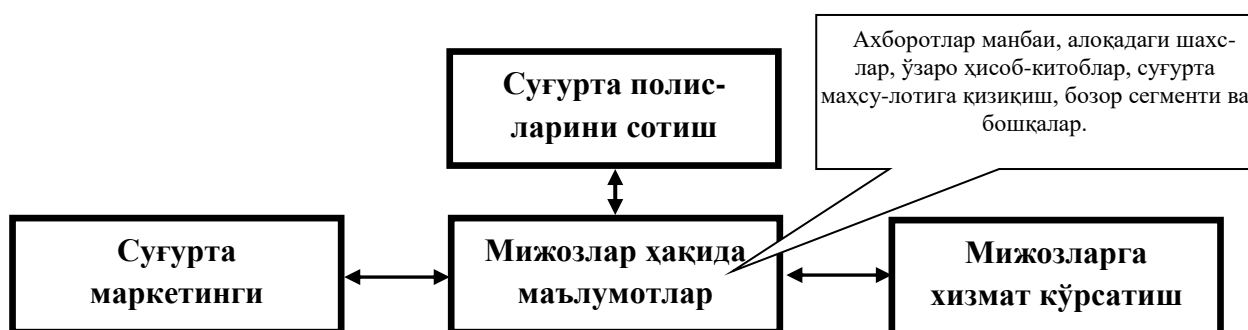 Ахборотлар манбаи, алоқадаги шахс-
лар, ўзаро ҳисоб-китоблар, суғурта
маҳсу-лотига қизиқиш, бозор сегменти ва
бошқалар.
Суғурта полис-
ларини сотиш
Суғурта
маркетинги
Мижозлар ҳақида
маълумотлар
Мижозларга
хизмат кўрсатиш